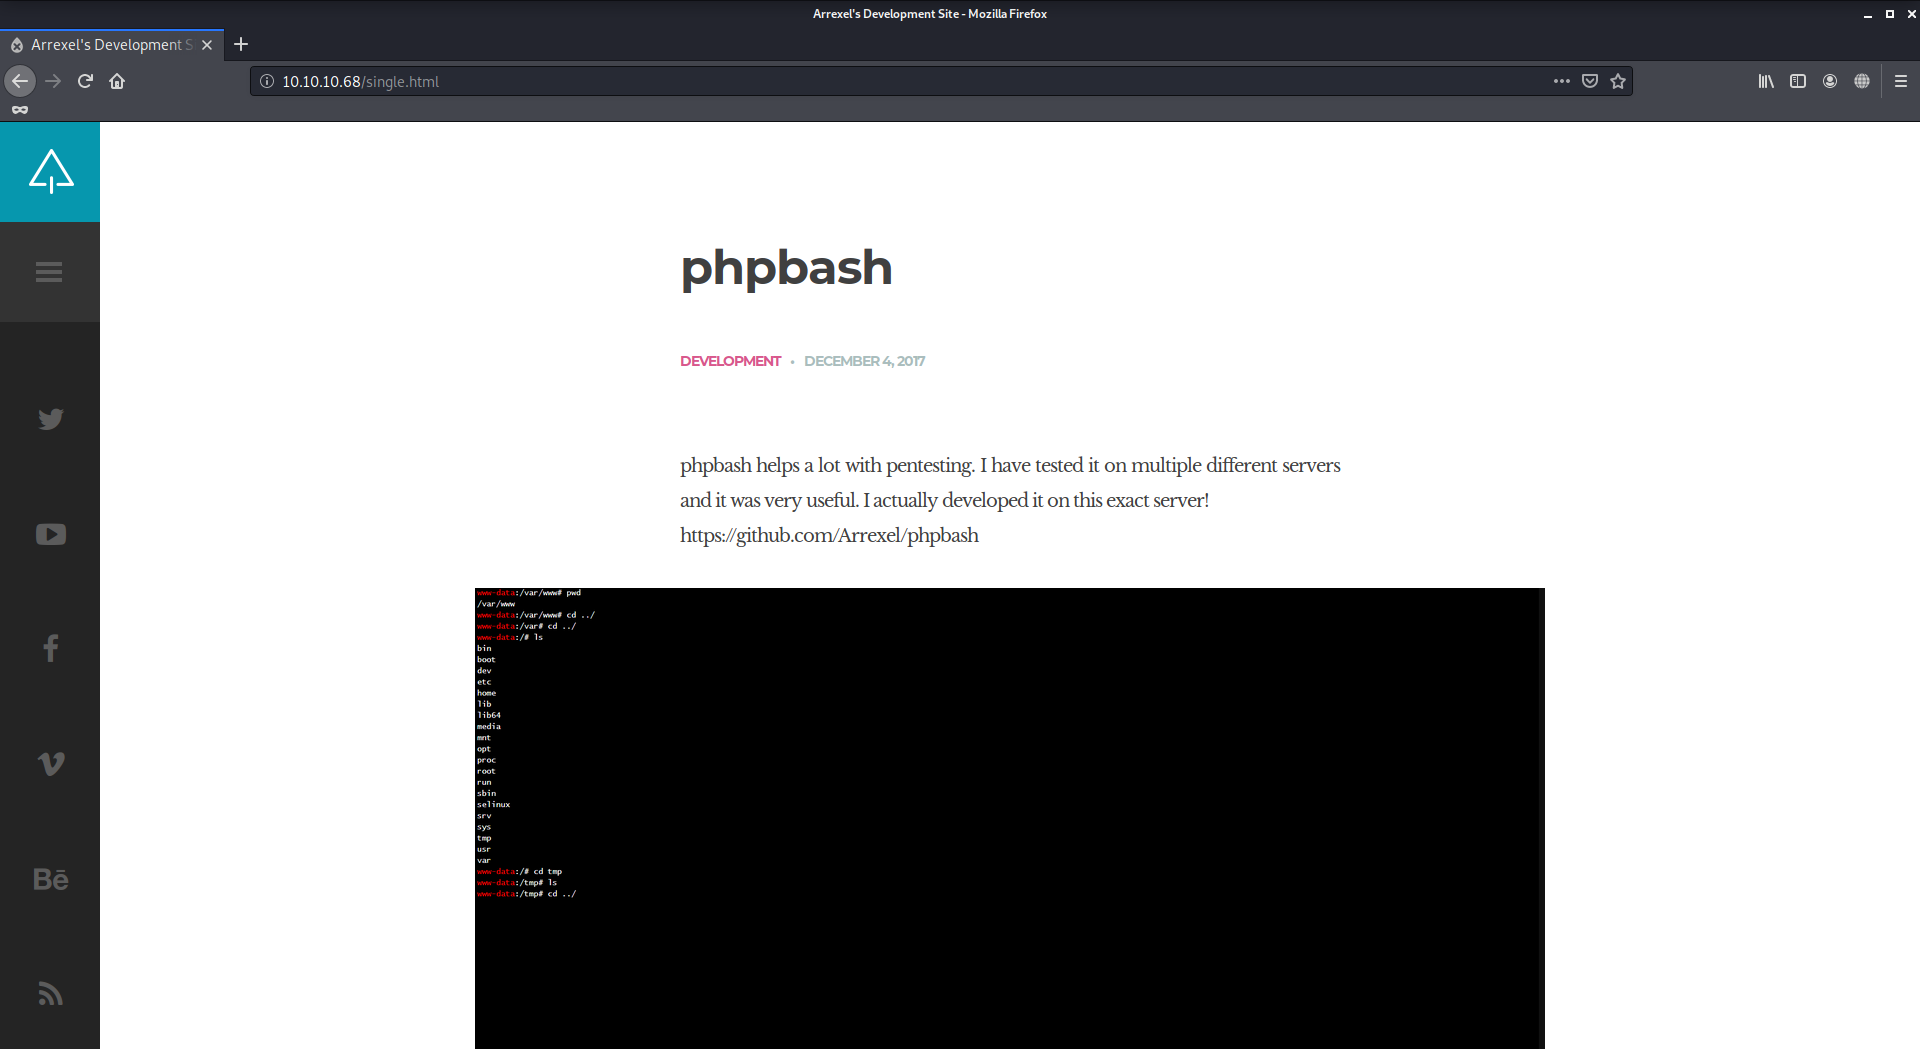 Arrexel's Development Site - Mozilla Firefox
Arrexel's Development S
10.10.10.68/single.html
phpbash
DEVELOPMENT • DECEMBER 4, 2017
phpbash helps a lot with pentesting. I have tested it on multiple different servers
and it was very useful. I actually developed it on this exact server!
https://github.com/Arrexel/phpbash
www-data:/var/www# pwd
/var/www
www-data:/var/www# cd ../
www-data:/var# cd ../
www-data:/# ls
bin
boot
dev
etc
home
lib
lib64
media
mnt
opt
proc
root
run
sbin
selinux
srv
sys
tmp
usr
var
www-data:/# cd tmp
www-data:/tmp# ls
www-data:/tmp# cd ../
Bē